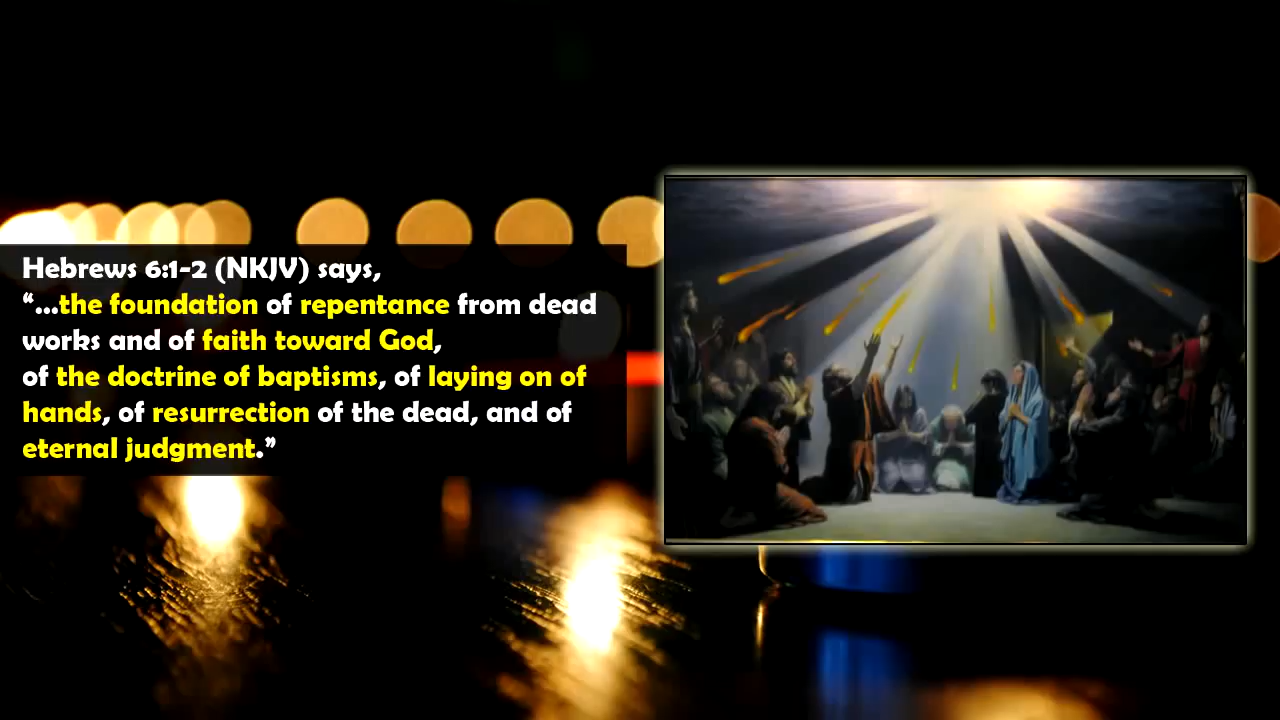 Hebrews 6:1-2 (NKJV) says,
“...the foundation of repentance from dead
works and of faith toward God,
of the doctrine of baptisms, of laying on of
hands, of resurrection of the dead, and of
eternal judgment.”